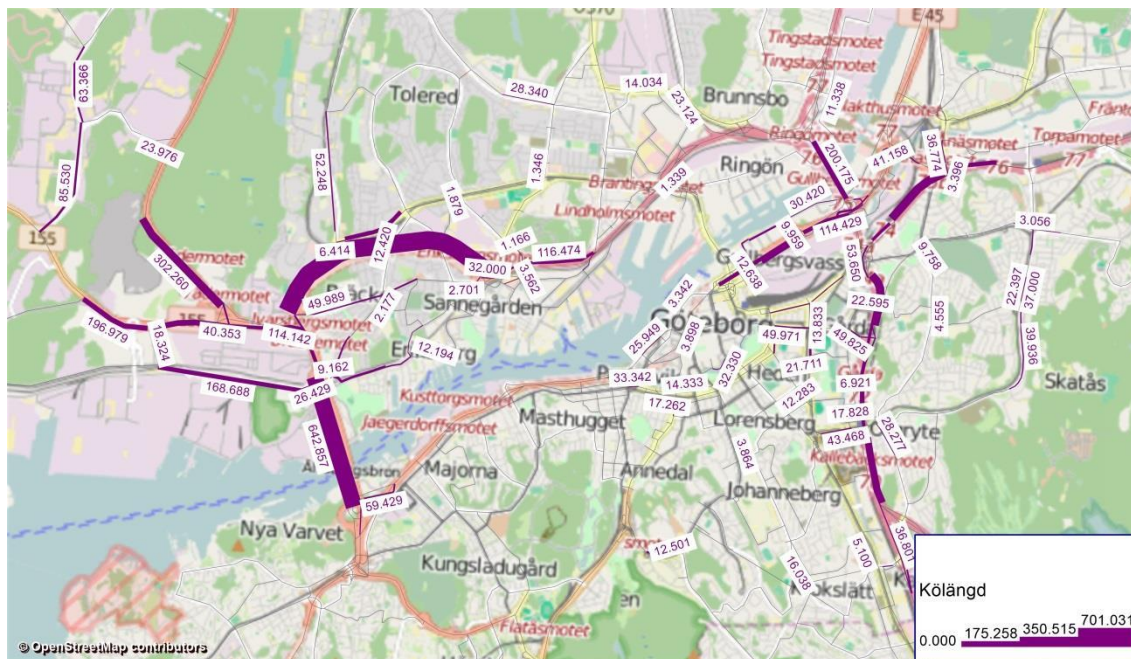 E 45
Tingstadsmotet
Tingstadsmotet
77
63.366
Tolered
28.340
14.034
23.124
Brunnsbo
11.338
77
Ringömotet
76
Torpamotet
77
76
23.976
52.248
1.346
1.339
Ringön
200.175
41.158
36.774
3.396
85.530
1.879
Lindholmsmotet
30.420
3.056
155
6.414
12.420
1.166
116.474
9.959
114.429
302.260
32.000
3.562
12.638
53.650
9.758
49.989
2.701
Sannegården
2.177
3.342
22.595
22.397
37.000
196.979
155
40.353
Ivarsbergsmotet
114.142
25.949
3.898
49.971
13.833
49.825
4.555
39.936
18.324
12.194
9.162
33.342
14.333
32.330
21.711
6.921
Skatås
168.688
26.429
Kusttorgsmotet
17.262
12.283
Masthugget
Lorensberg
17.828
28.277
642.857
Jaegerdorffsmotet
43.468
Kallebäcksmotet
Majorna
Annedal
3.864
Johanneberg
59.429
Nya Varvet
36.801
12.501
5.100
Kungsladugård
16.038
Flatåsmotet
Kölängd
0.000 175.258 350.515 701.031
© OpenStreetMap contributors